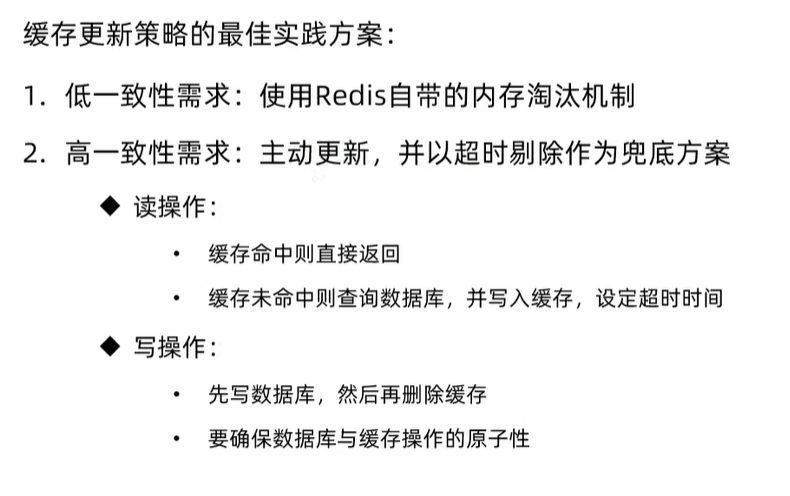 缓存更新策略的最佳实践方案：
1. 低一致性需求：使用Redis自带的内存淘汰机制
2. 高一致性需求：主动更新，并以超时剔除作为兜底方案
◆ 读操作：
• 缓存命中则直接返回
• 缓存未命中则查询数据库，并写入缓存，设定超时时间
◆ 写操作：
• 先写数据库，然后再删除缓存
• 要确保数据库与缓存操作的原子性